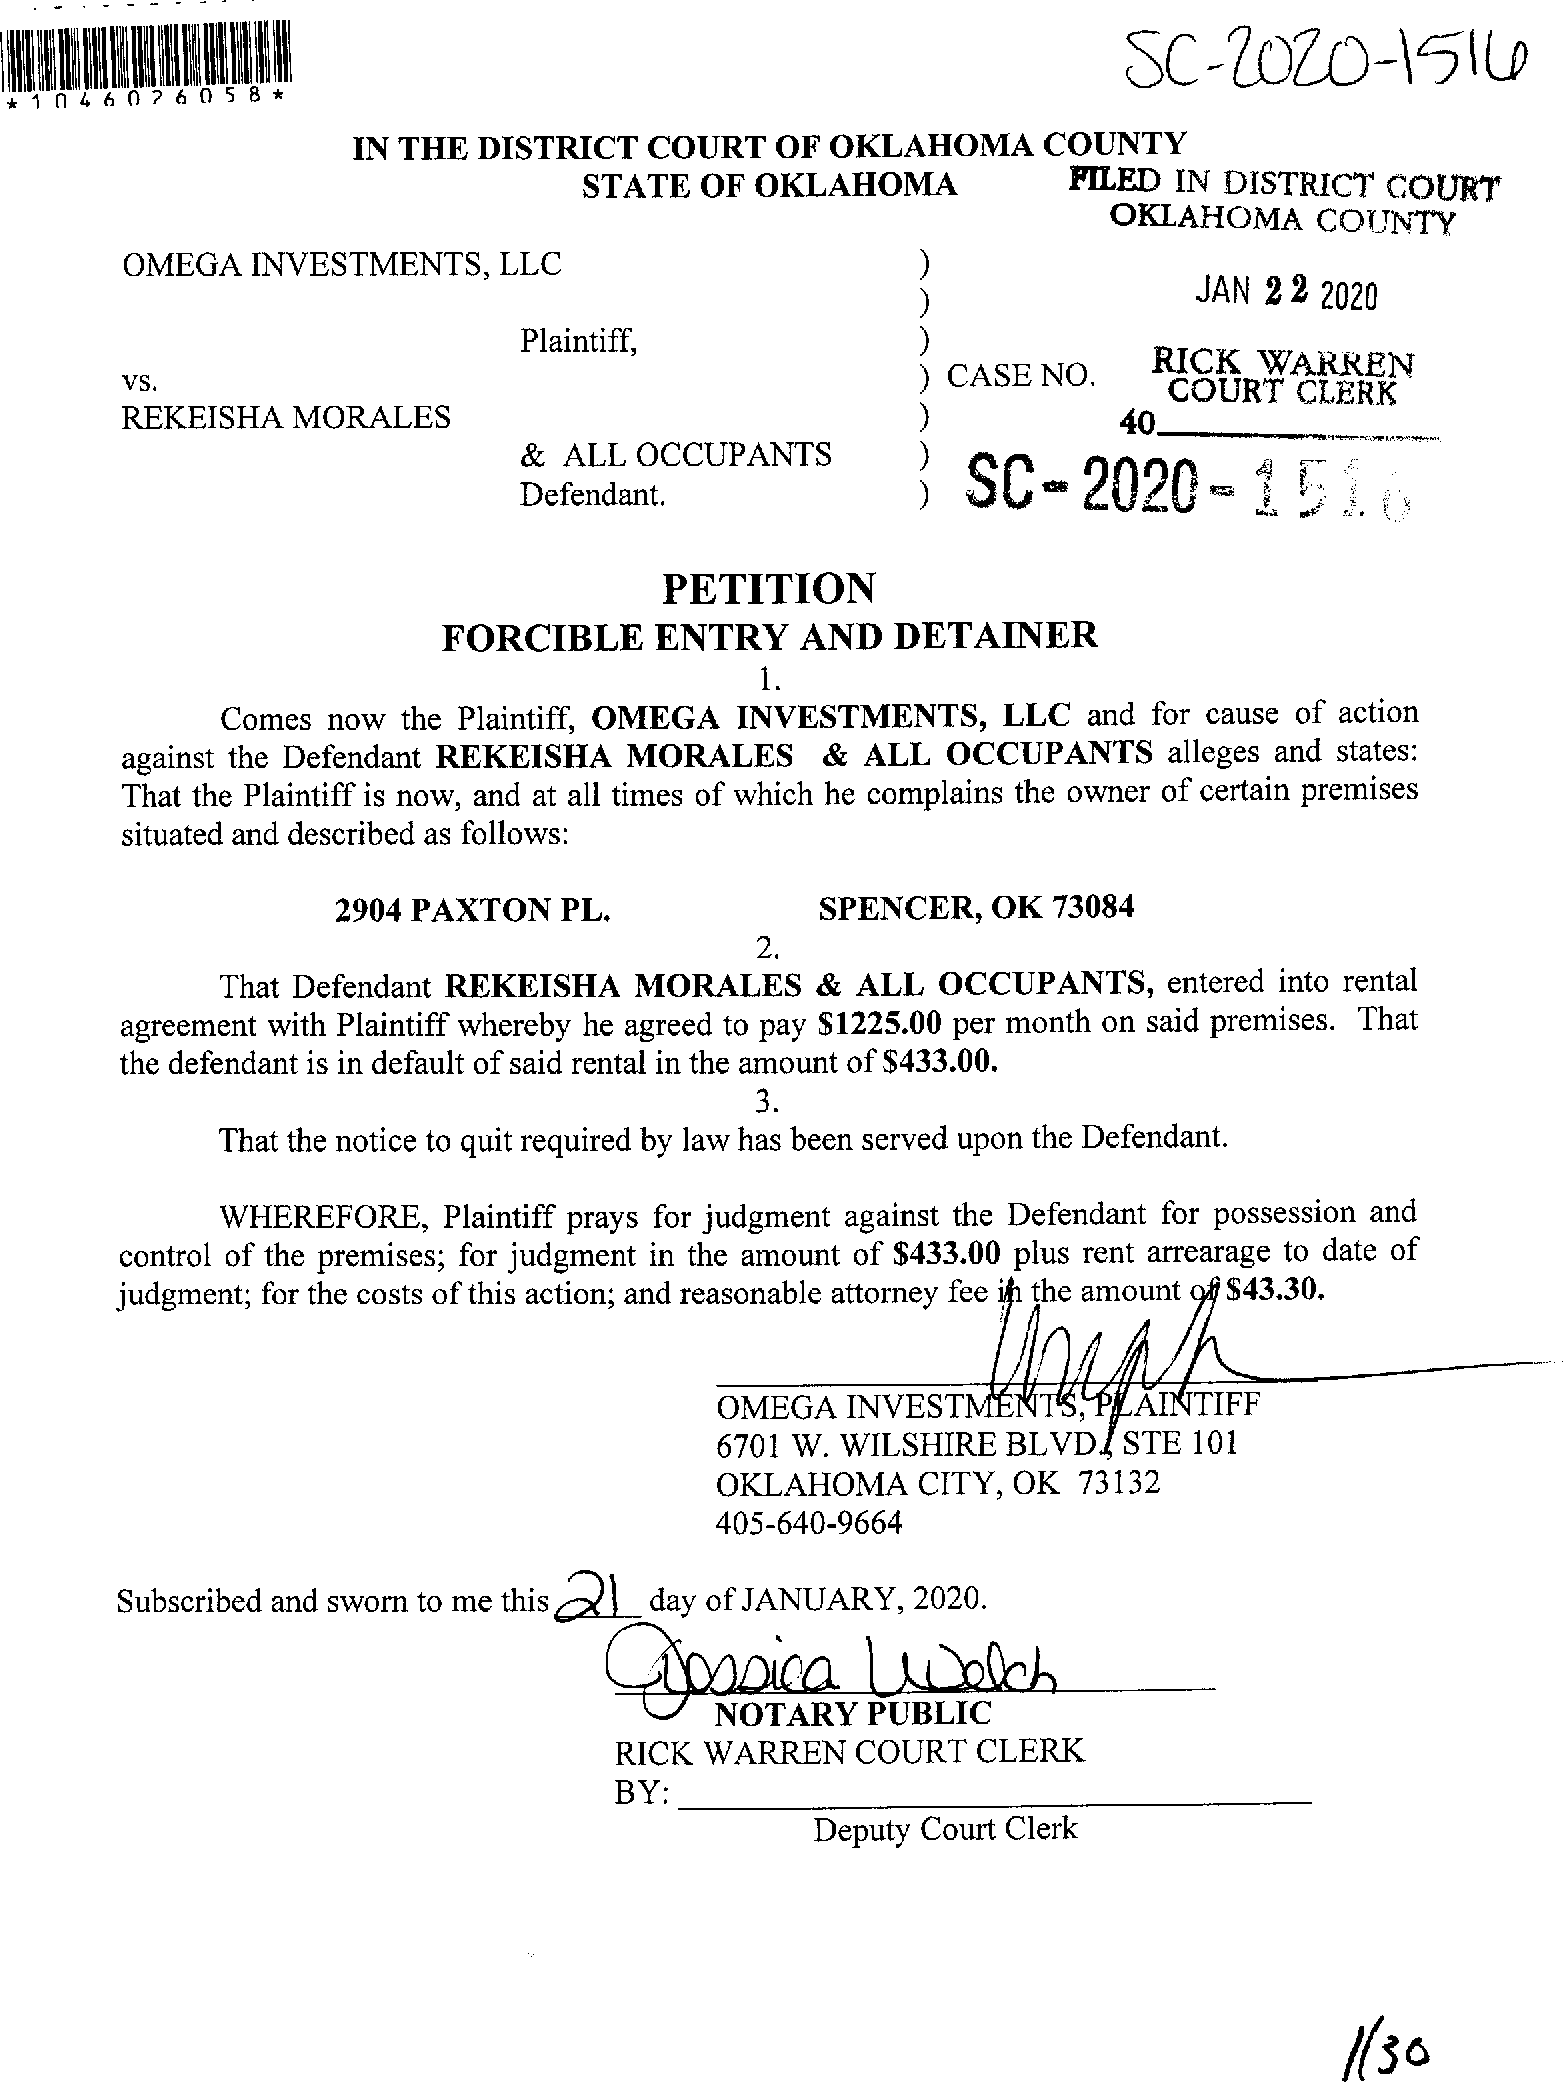 SC-2020-1516
*1046026058*
IN THE DISTRICT COURT OF OKLAHOMA COUNTY
STATE OF OKLAHOMA
FILED IN DISTRICT COURT
OKLAHOMA COUNTY
OMEGA INVESTMENTS, LLC )
)
JAN 22 2020
Plaintiff, )
vs. ) CASE NO.
RICK WARREN
COURT CLERK
REKEISHA MORALES )
40
& ALL OCCUPANTS )
Defendant. ) SC-2020-1516
PETITION
FORCIBLE ENTRY AND DETAINER
1.
Comes now the Plaintiff, OMEGA INVESTMENTS, LLC and for cause of action
against the Defendant REKEISHA MORALES & ALL OCCUPANTS alleges and states:
That the Plaintiff is now, and at all times of which he complains the owner of certain premises
situated and described as follows:
2904 PAXTON PL. SPENCER, OK 73084
2.
That Defendant REKEISHA MORALES & ALL OCCUPANTS, entered into rental
agreement with Plaintiff whereby he agreed to pay $1225.00 per month on said premises. That
the defendant is in default of said rental in the amount of $433.00.
3.
That the notice to quit required by law has been served upon the Defendant.
WHEREFORE, Plaintiff prays for judgment against the Defendant for possession and
control of the premises; for judgment in the amount of $433.00 plus rent arrearage to date of
judgment; for the costs of this action; and reasonable attorney fee in the amount of $43.30.
OMEGA INVESTMENTS, PLAINTIFF
6701 W. WILSHIRE BLVD., STE 101
OKLAHOMA CITY, OK 73132
405-640-9664
Subscribed and sworn to me this 21 day of JANUARY, 2020.
Jessica Welch
NOTARY PUBLIC
RICK WARREN COURT CLERK
BY:
Deputy Court Clerk
1/30